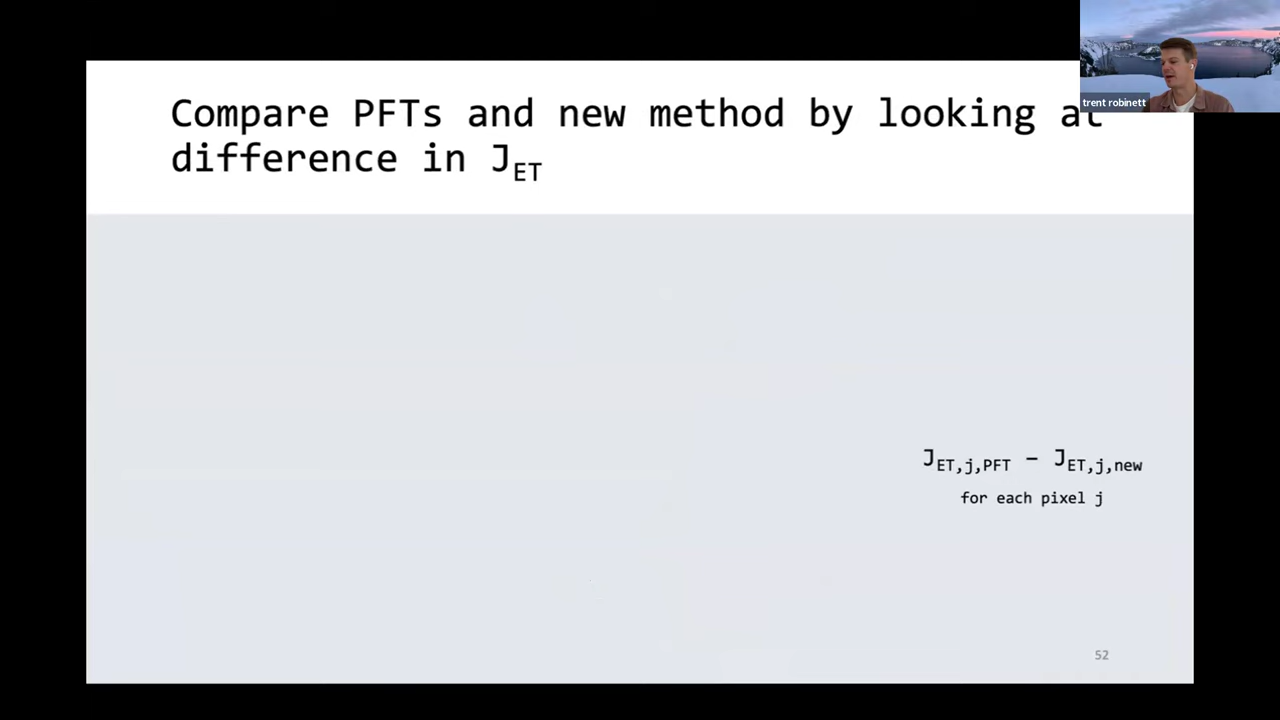 trent robinett
Compare PFTs and new method by looking at
difference in J_ET
J_ET,j,PFT − J_ET,j,new
for each pixel j
52